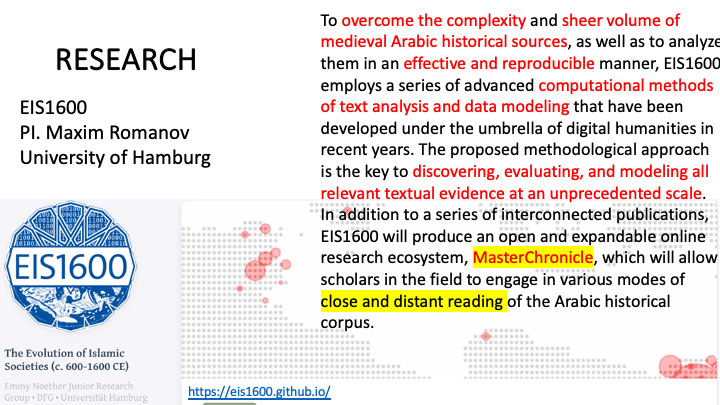 RESEARCH
EIS1600
PI. Maxim Romanov
University of Hamburg
To overcome the complexity and sheer volume of
medieval Arabic historical sources, as well as to analyze
them in an effective and reproducible manner, EIS1600
employs a series of advanced computational methods
of text analysis and data modeling that have been
developed under the umbrella of digital humanities in
recent years. The proposed methodological approach
is the key to discovering, evaluating, and modeling all
relevant textual evidence at an unprecedented scale.
In addition to a series of interconnected publications,
EIS1600 will produce an open and expandable online
research ecosystem, MasterChronicle, which will allow
scholars in the field to engage in various modes of
close and distant reading of the Arabic historical
corpus.
EIS1600
The Evolution of Islamic
Societies (c. 600-1600 CE)
Emmy Noether Junior Research
Group • DFG • Universität Hamburg
https://eis1600.github.io/